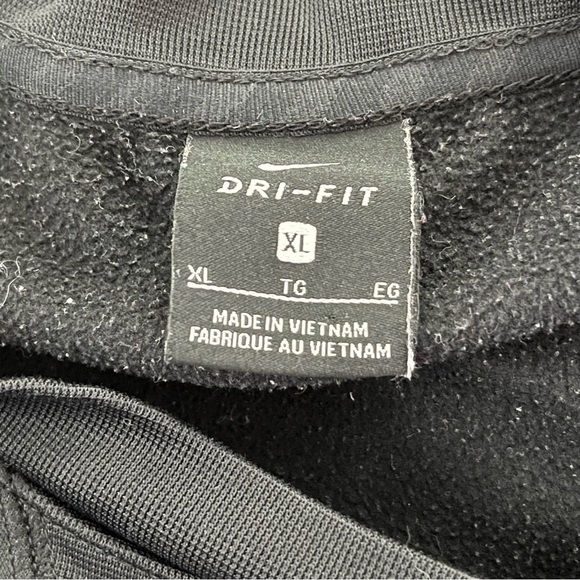 DRI-FIT
XL
XL TG EG
MADE IN VIETNAM
FABRIQUE AU VIETNAM